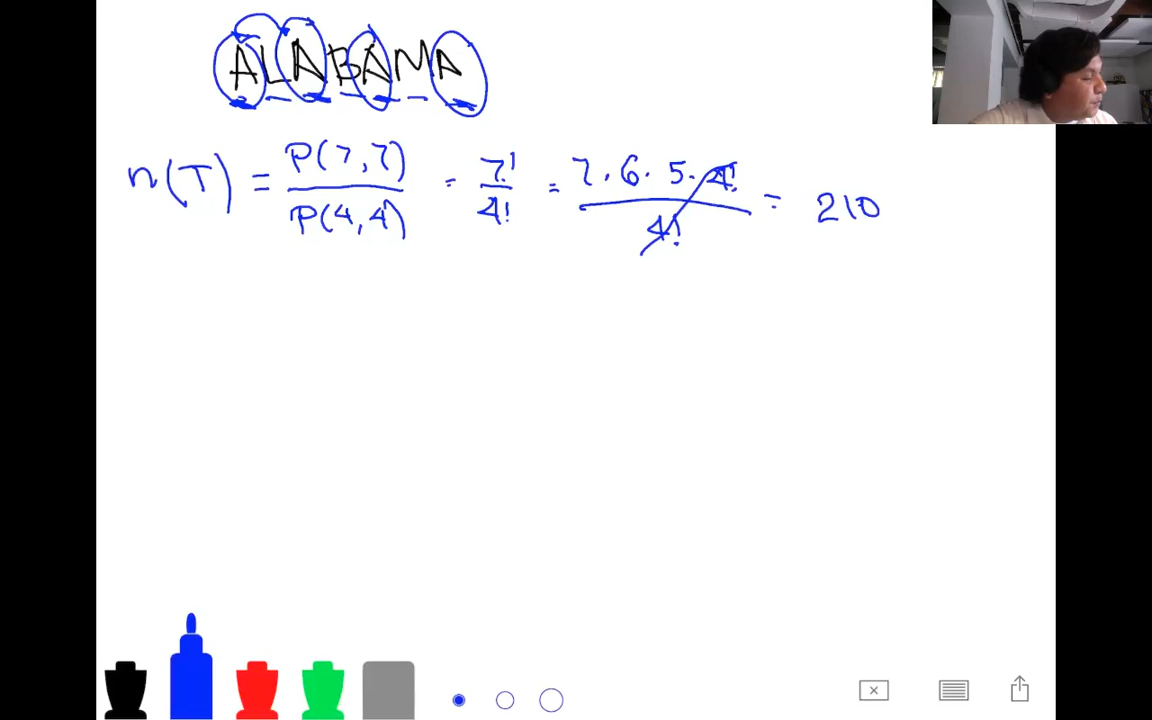 ALABAMA
n(T) = P(7,7)/P(4,4) = 7!/4! = 7·6·5·4!/4! = 210